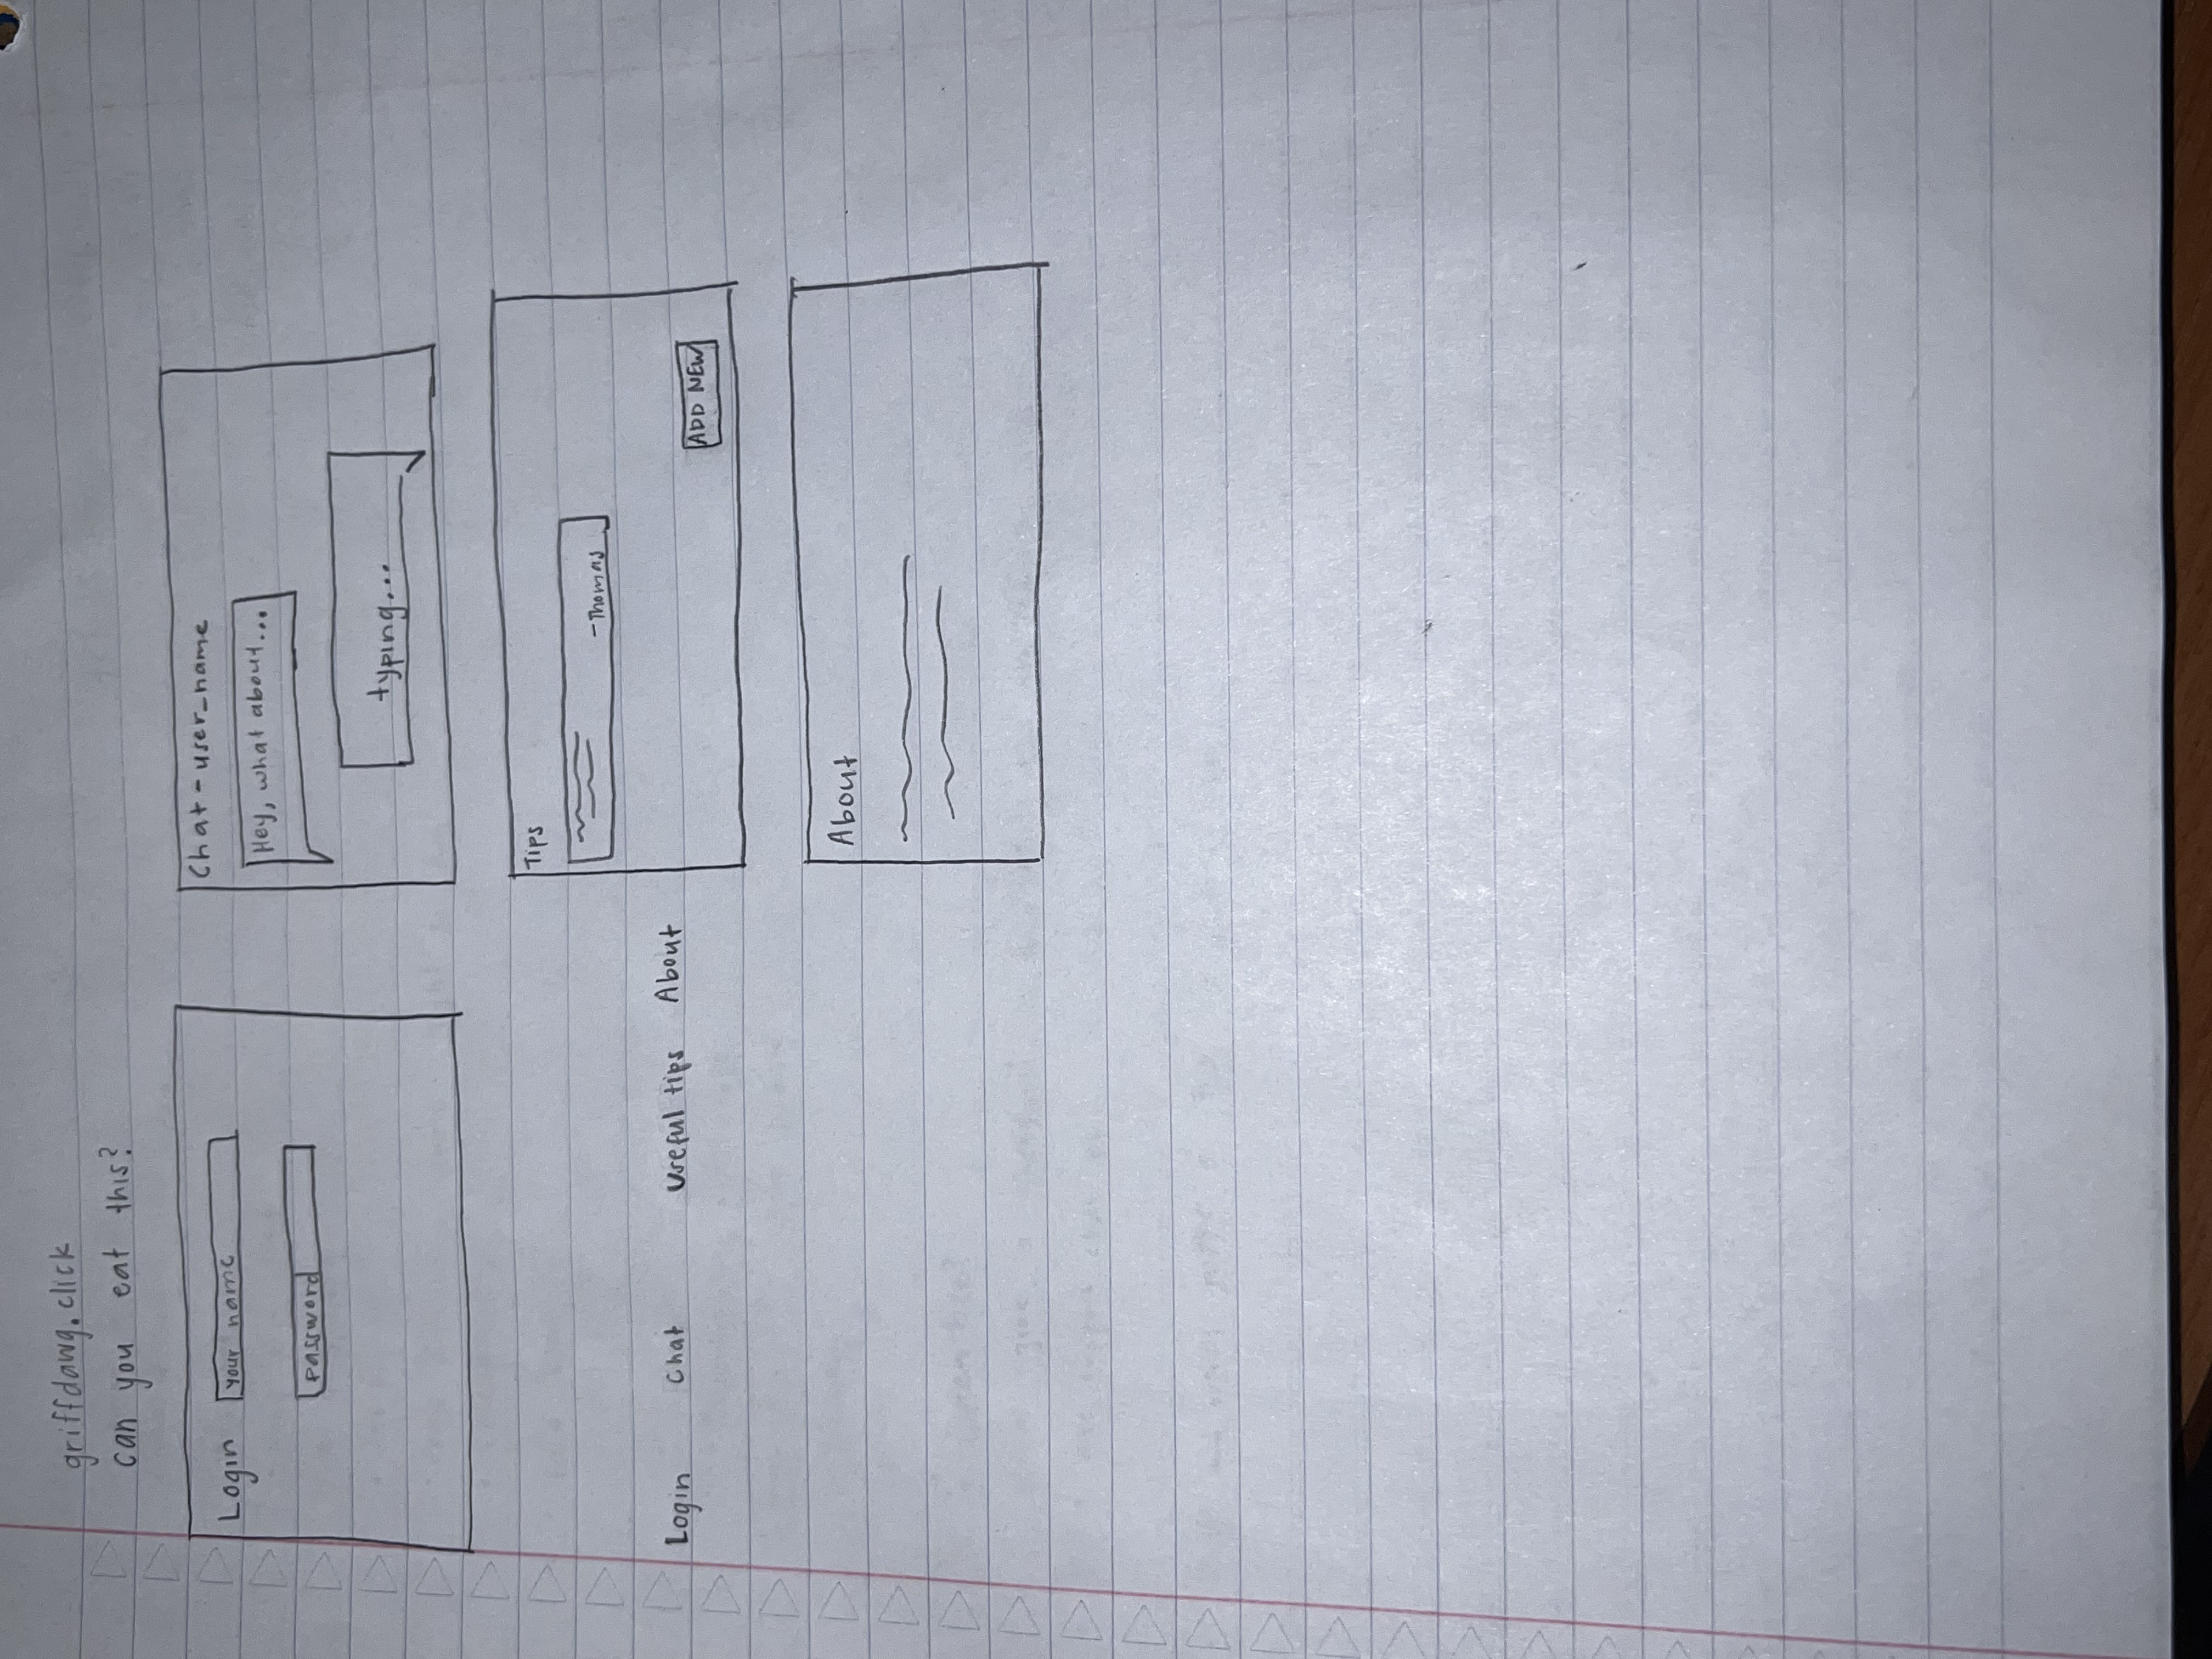 griffdawg.click
can you eat this?
Login
your name
password
Chat - user_name
Hey, what about...
typing...
Tips
- Thomas
ADD NEW
Login Chat Useful tips About
About